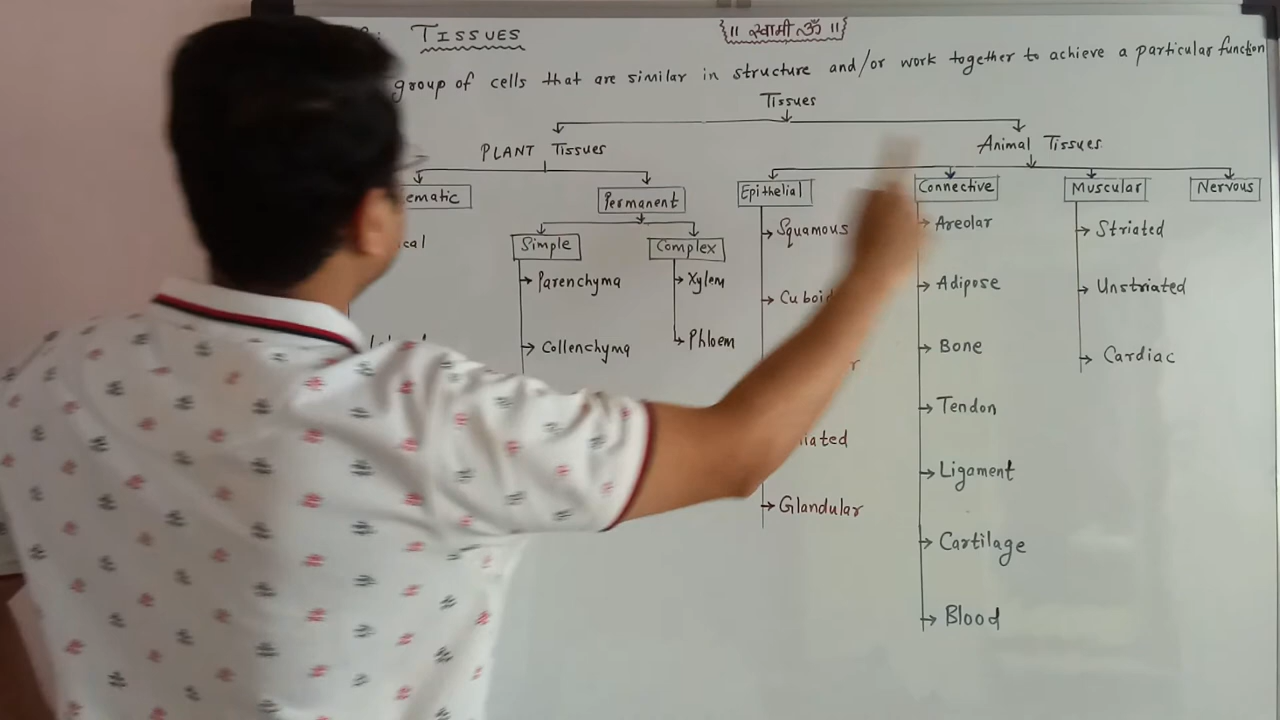 TISSUES
{॥ स्वामी ॐ ॥}
group of cells that are similar in structure and/or work together to achieve a particular function
Tissues
PLANT Tissues
Animal Tissues
Permanent
Epithelial
Connective
Muscular
Nervous
Simple
Complex
Parenchyma
Collenchyma
Xylem
Phloem
Squamous
Glandular
Areolar
Adipose
Bone
Tendon
Ligament
Cartilage
Blood
Striated
Unstriated
Cardiac